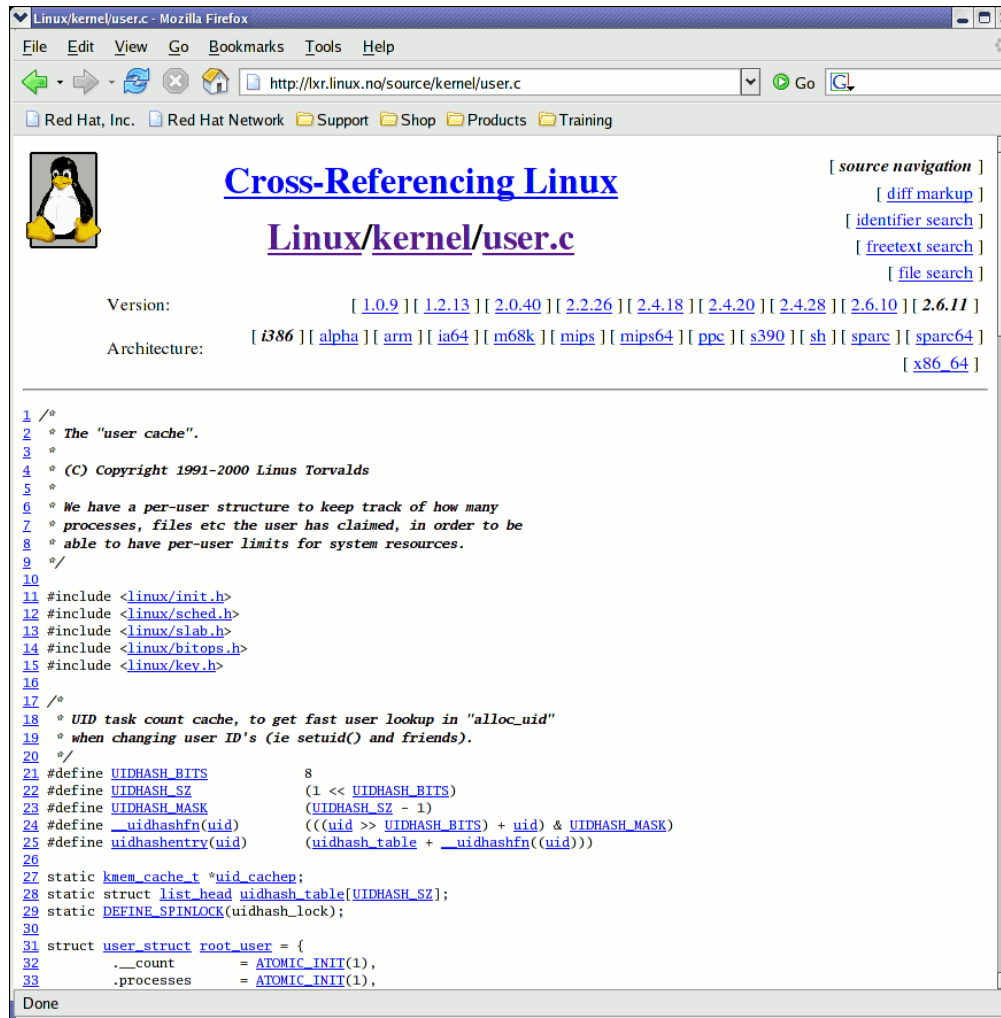 Linux/kernel/user.c - Mozilla Firefox
File Edit View Go Bookmarks Tools Help
http://lxr.linux.no/source/kernel/user.c Go G
Red Hat, Inc. Red Hat Network Support Shop Products Training
Cross-Referencing Linux
Linux/kernel/user.c
[ source navigation ]
[ diff markup ]
[ identifier search ]
[ freetext search ]
[ file search ]
Version: [ 1.0.9 ] [ 1.2.13 ] [ 2.0.40 ] [ 2.2.26 ] [ 2.4.18 ] [ 2.4.20 ] [ 2.4.28 ] [ 2.6.10 ] [ 2.6.11 ]
Architecture: [ i386 ] [ alpha ] [ arm ] [ ia64 ] [ m68k ] [ mips ] [ mips64 ] [ ppc ] [ s390 ] [ sh ] [ sparc ] [ sparc64 ]
[ x86_64 ]
1 /*
2  * The "user cache".
3  *
4  * (C) Copyright 1991-2000 Linus Torvalds
5  *
6  * We have a per-user structure to keep track of how many
7  * processes, files etc the user has claimed, in order to be
8  * able to have per-user limits for system resources.
9  */
10
11 #include <linux/init.h>
12 #include <linux/sched.h>
13 #include <linux/slab.h>
14 #include <linux/bitops.h>
15 #include <linux/key.h>
16
17 /*
18  * UID task count cache, to get fast user lookup in "alloc_uid"
19  * when changing user ID's (ie setuid() and friends).
20  */
21 #define UIDHASH_BITS            8
22 #define UIDHASH_SZ              (1 << UIDHASH_BITS)
23 #define UIDHASH_MASK            (UIDHASH_SZ - 1)
24 #define __uidhashfn(uid)        (((uid >> UIDHASH_BITS) + uid) & UIDHASH_MASK)
25 #define uidhashentry(uid)       (uidhash_table + __uidhashfn((uid)))
26
27 static kmem_cache_t *uid_cachep;
28 static struct list_head uidhash_table[UIDHASH_SZ];
29 static DEFINE_SPINLOCK(uidhash_lock);
30
31 struct user_struct root_user = {
32         .__count        = ATOMIC_INIT(1),
33         .processes      = ATOMIC_INIT(1),
Done